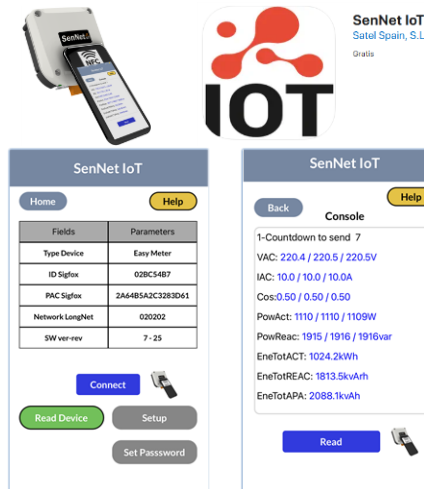 SenNet
NFC
IOT
SenNet IoT
Satel Spain, S.L
Gratis
SenNet IoT
Home
Help
Fields Parameters
Type Device Easy Meter
ID Sigfox 02BC54B7
PAC Sigfox 2A64B5A2C3283D61
Network LongNet 020202
SW ver-rev 7 - 25
Connect
Read Device
Setup
Set Passsword
SenNet IoT
Back
Help
Console
1-Countdown to send 7
VAC: 220.4 / 220.5 / 220.5V
IAC: 10.0 / 10.0 / 10.0A
Cos:0.50 / 0.50 / 0.50
PowAct: 1110 / 1110 / 1109W
PowReac: 1915 / 1916 / 1916var
EneTotACT: 1024.2kWh
EneTotREAC: 1813.5kvArh
EneTotAPA: 2088.1kvAh
Read